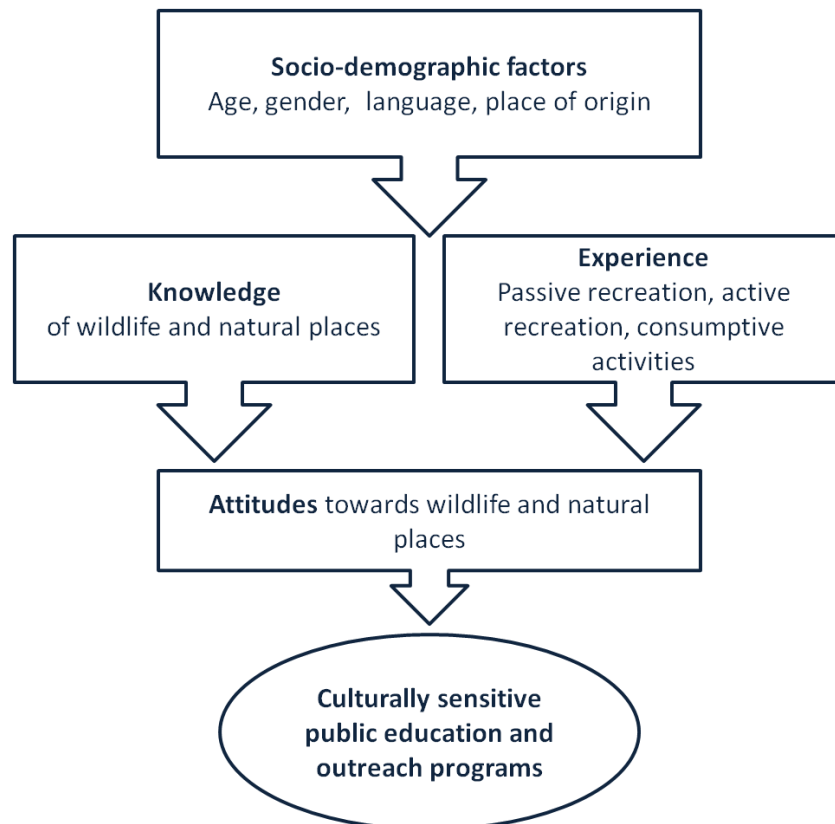 Socio-demographic factors
Age, gender, language, place of origin
Knowledge
of wildlife and natural places
Experience
Passive recreation, active
recreation, consumptive
activities
Attitudes towards wildlife and natural
places
Culturally sensitive
public education and
outreach programs